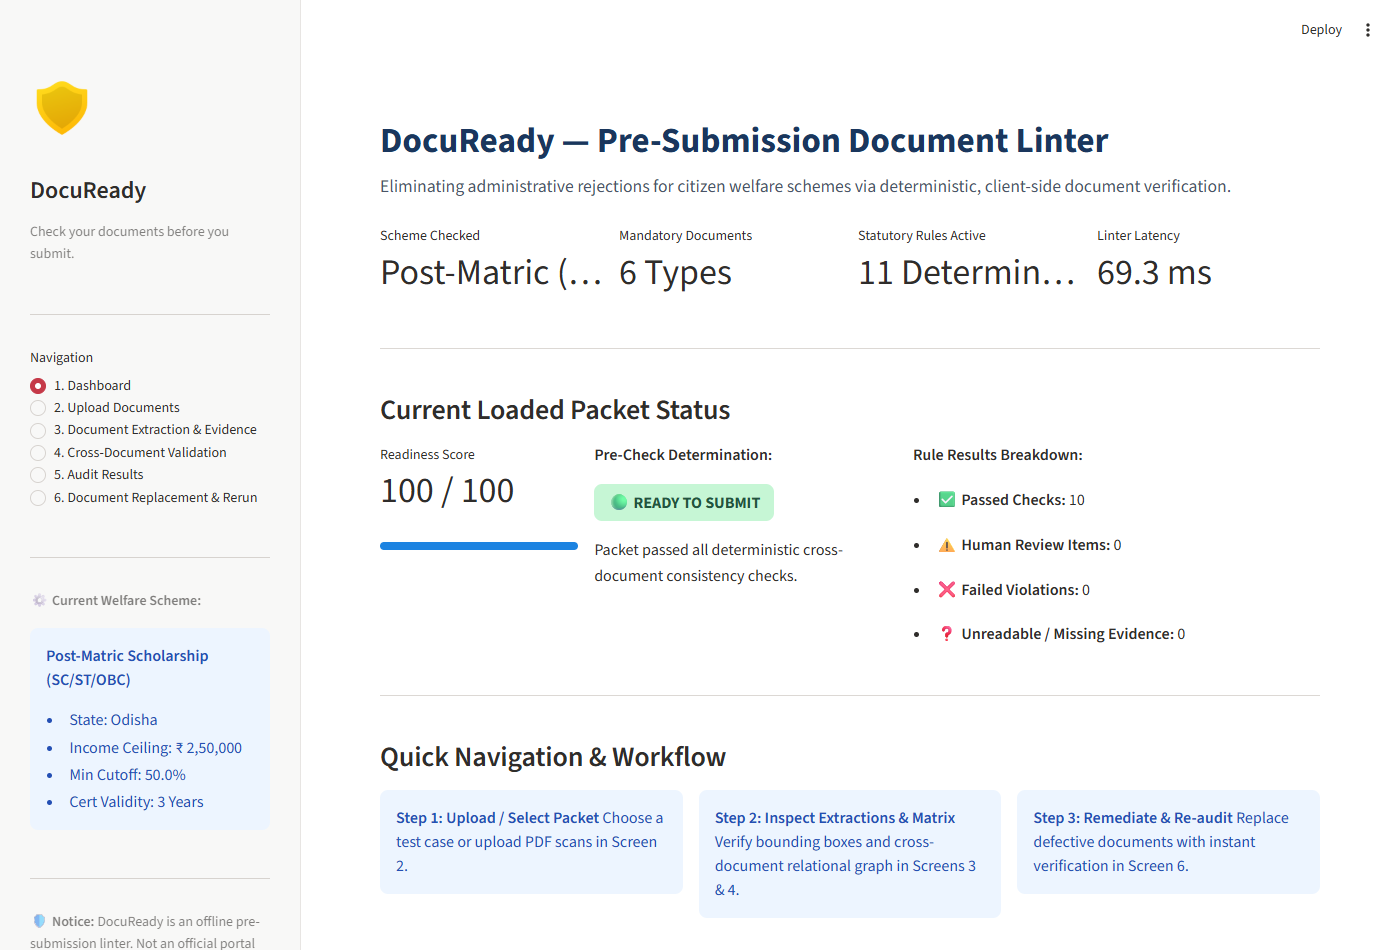 Deploy
DocuReady
Check your documents before you
submit.
Navigation
1. Dashboard
2. Upload Documents
3. Document Extraction & Evidence
4. Cross-Document Validation
5. Audit Results
6. Document Replacement & Rerun
Current Welfare Scheme:
Post-Matric Scholarship
(SC/ST/OBC)
• State: Odisha
• Income Ceiling: ₹ 2,50,000
• Min Cutoff: 50.0%
• Cert Validity: 3 Years
Notice: DocuReady is an offline pre-
submission linter. Not an official portal
DocuReady — Pre-Submission Document Linter
Eliminating administrative rejections for citizen welfare schemes via deterministic, client-side document verification.
Scheme Checked
Post-Matric (…
Mandatory Documents
6 Types
Statutory Rules Active
11 Determin…
Linter Latency
69.3 ms
Current Loaded Packet Status
Readiness Score
100 / 100
Pre-Check Determination:
READY TO SUBMIT
Packet passed all deterministic cross-
document consistency checks.
Rule Results Breakdown:
• ✅ Passed Checks: 10
• ⚠️ Human Review Items: 0
• ❌ Failed Violations: 0
• ❓ Unreadable / Missing Evidence: 0
Quick Navigation & Workflow
Step 1: Upload / Select Packet Choose a
test case or upload PDF scans in Screen
2.
Step 2: Inspect Extractions & Matrix
Verify bounding boxes and cross-
document relational graph in Screens 3
& 4.
Step 3: Remediate & Re-audit Replace
defective documents with instant
verification in Screen 6.